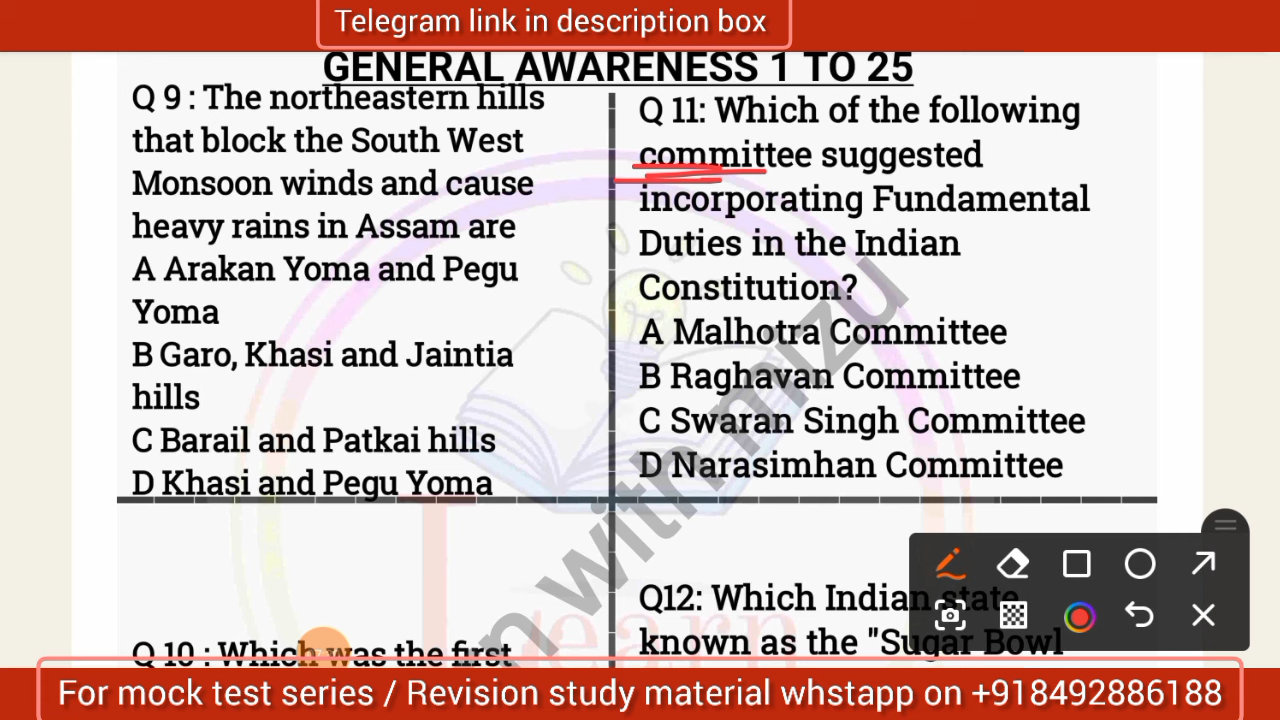 Telegram link in description box
GENERAL AWARENESS 1 TO 25
Q 9 : The northeastern hills
that block the South West
Monsoon winds and cause
heavy rains in Assam are
A Arakan Yoma and Pegu
Yoma
B Garo, Khasi and Jaintia
hills
C Barail and Patkai hills
D Khasi and Pegu Yoma
Q 10 : Which was the first
Q 11: Which of the following
committee suggested
incorporating Fundamental
Duties in the Indian
Constitution?
A Malhotra Committee
B Raghavan Committee
C Swaran Singh Committee
D Narasimhan Committee
Q12: Which Indian state
known as the "Sugar Bowl
Learn with mizu
For mock test series / Revision study material whstapp on +918492886188